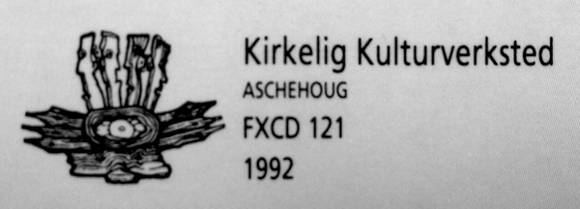 Kirkelig Kulturverksted
ASCHEHOUG
FXCD 121
1992